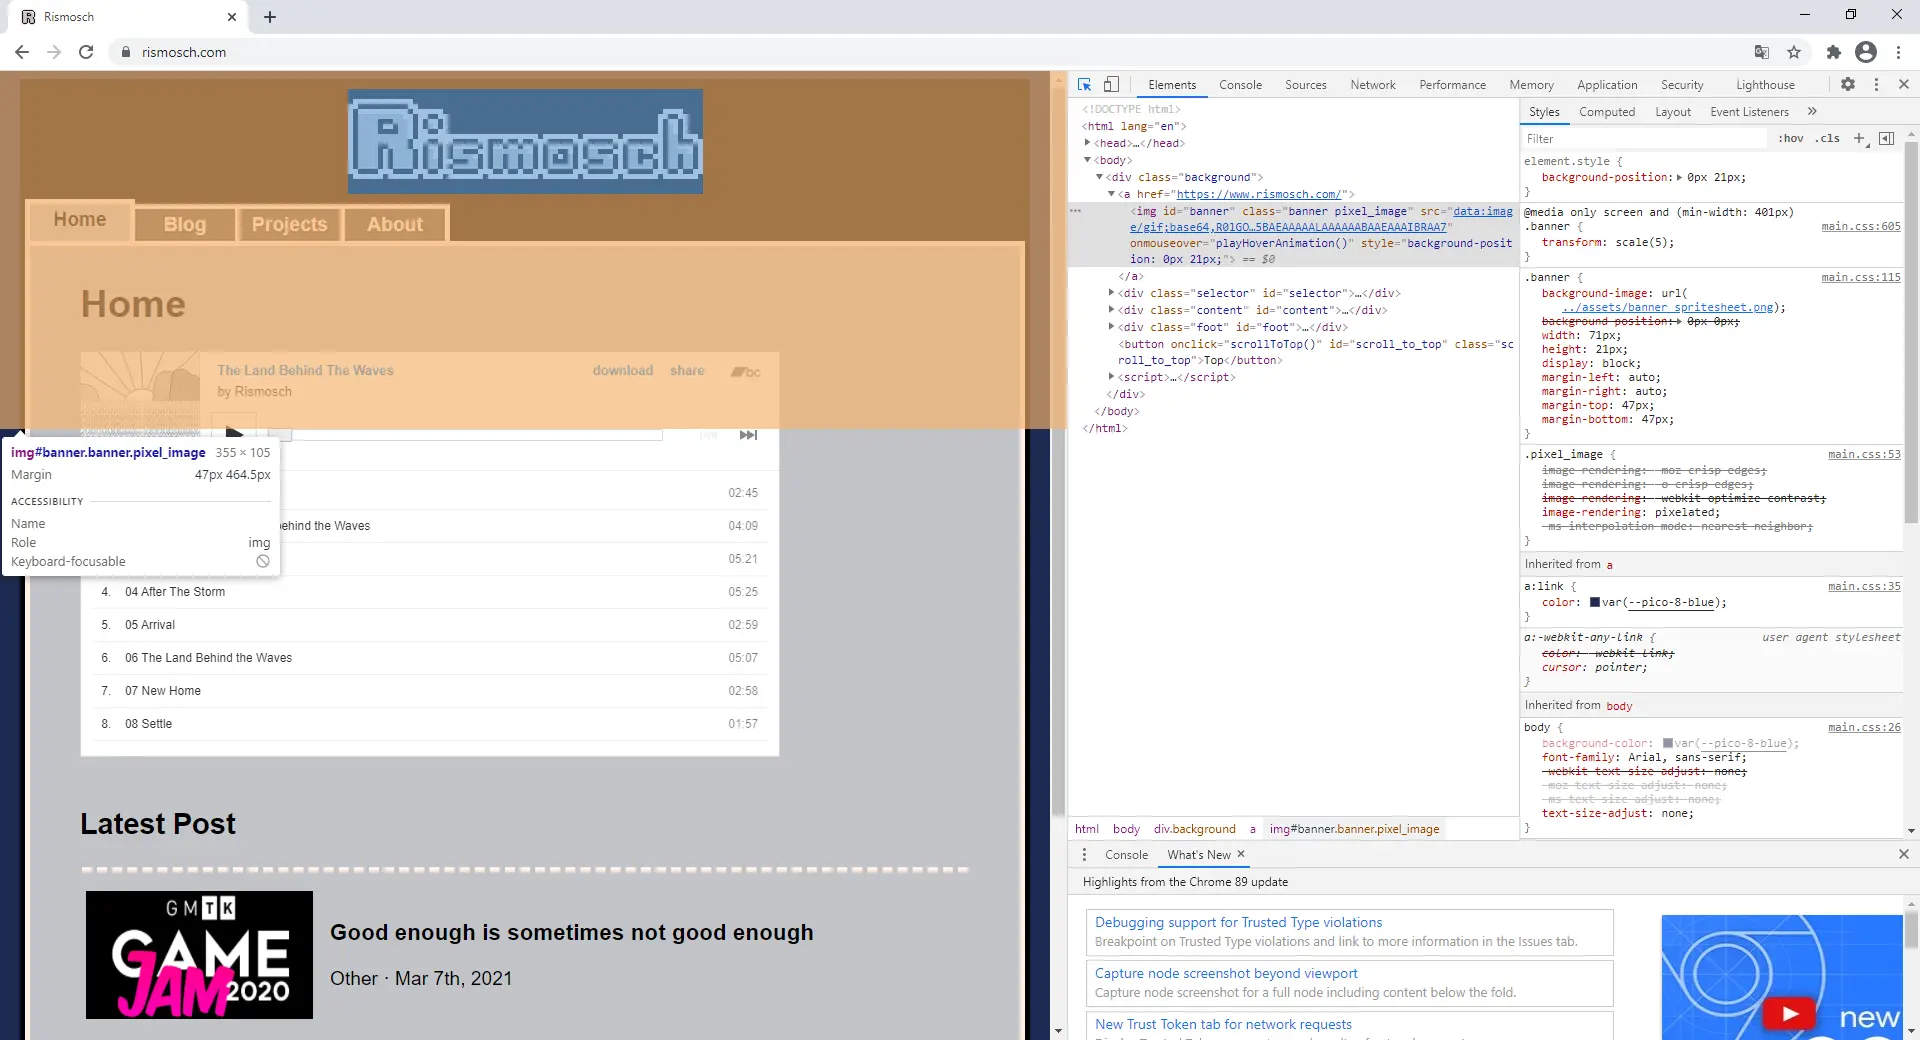 Rismosch
rismosch.com
Rismosch
Home
Blog
Projects
About
Home
The Land Behind The Waves
by Rismosch
download
share
bc
img#banner.banner.pixel_image 355 × 105
Margin 47px 464.5px
ACCESSIBILITY
Name
Role img
Keyboard-focusable
02:45
ehind the Waves 04:09
05:21
4. 04 After The Storm 05:25
5. 05 Arrival 02:59
6. 06 The Land Behind the Waves 05:07
7. 07 New Home 02:58
8. 08 Settle 01:57
Latest Post
GMTK
GAME
JAM 2020
Good enough is sometimes not good enough
Other · Mar 7th, 2021
Elements Console Sources Network Performance Memory Application Security Lighthouse
<!DOCTYPE html>
<html lang="en">
<head>…</head>
<body>
<div class="background">
<a href="https://www.rismosch.com/">
<img id="banner" class="banner pixel_image" src="data:imag
e/gif;base64,R0lGO…5BAEAAAAALAAAAAABAAEAAAIBRAA7"
onmouseover="playHoverAnimation()" style="background-posit
ion: 0px 21px;"> == $0
</a>
<div class="selector" id="selector">…</div>
<div class="content" id="content">…</div>
<div class="foot" id="foot">…</div>
<button onclick="scrollToTop()" id="scroll_to_top" class="sc
roll_to_top">Top</button>
<script>…</script>
</div>
</body>
</html>
html body div.background a img#banner.banner.pixel_image
Styles Computed Layout Event Listeners
Filter :hov .cls
element.style {
background-position: 0px 21px;
}
@media only screen and (min-width: 401px)
.banner { main.css:605
transform: scale(5);
}
.banner { main.css:115
background-image: url(
../assets/banner_spritesheet.png);
background-position: 0px 0px;
width: 71px;
height: 21px;
display: block;
margin-left: auto;
margin-right: auto;
margin-top: 47px;
margin-bottom: 47px;
}
.pixel_image { main.css:53
image-rendering: -moz-crisp-edges;
image-rendering: -o-crisp-edges;
image-rendering: -webkit-optimize-contrast;
image-rendering: pixelated;
-ms-interpolation-mode: nearest-neighbor;
}
Inherited from a
a:link { main.css:35
color: var(--pico-8-blue);
}
a:-webkit-any-link { user agent stylesheet
color: -webkit-link;
cursor: pointer;
}
Inherited from body
body { main.css:26
background-color: var(--pico-8-blue);
font-family: Arial, sans-serif;
-webkit-text-size-adjust: none;
-moz-text-size-adjust: none;
-ms-text-size-adjust: none;
text-size-adjust: none;
}
Console What's New
Highlights from the Chrome 89 update
Debugging support for Trusted Type violations
Breakpoint on Trusted Type violations and link to more information in the Issues tab.
Capture node screenshot beyond viewport
Capture node screenshot for a full node including content below the fold.
New Trust Token tab for network requests
new